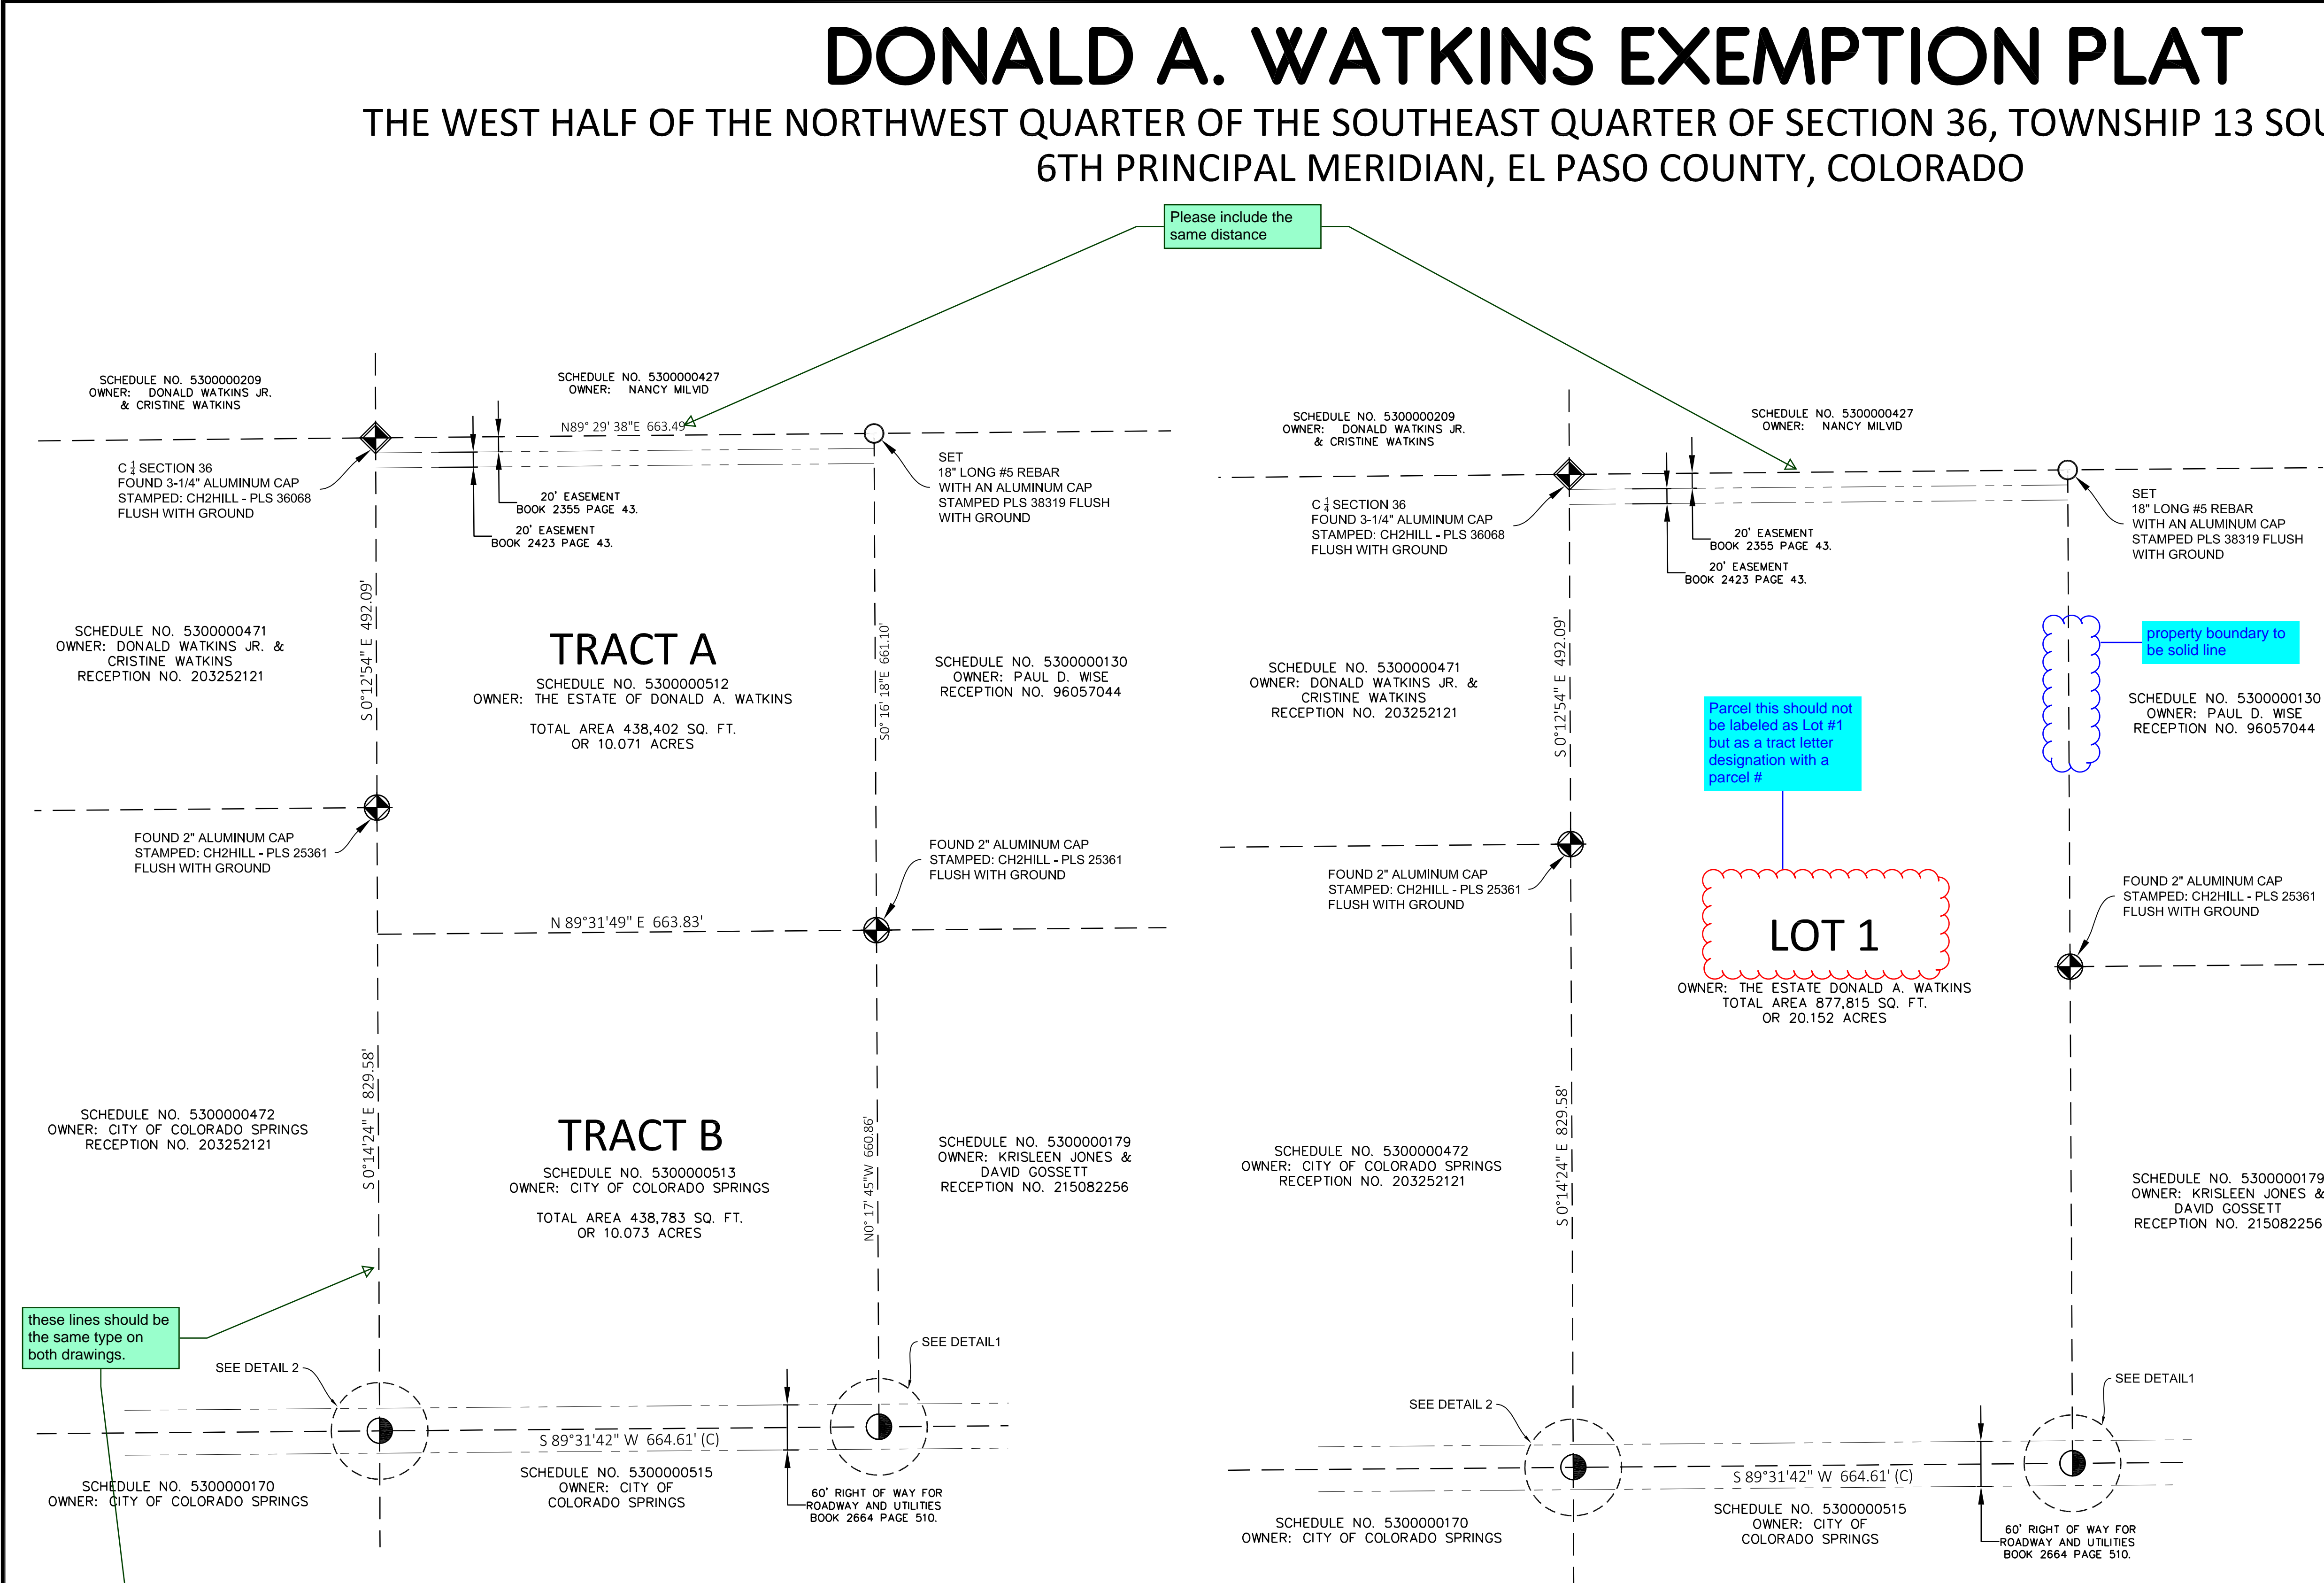 DONALD A. WATKINS EXEMPTION PLAT
THE WEST HALF OF THE NORTHWEST QUARTER OF THE SOUTHEAST QUARTER OF SECTION 36, TOWNSHIP 13 SOU
6TH PRINCIPAL MERIDIAN, EL PASO COUNTY, COLORADO
Please include the
same distance
SCHEDULE NO. 5300000209
OWNER: DONALD WATKINS JR.
& CRISTINE WATKINS
SCHEDULE NO. 5300000427
OWNER: NANCY MILVID
N89° 29' 38"E 663.49
C 1/4 SECTION 36
FOUND 3-1/4" ALUMINUM CAP
STAMPED: CH2HILL - PLS 36068
FLUSH WITH GROUND
20' EASEMENT
BOOK 2355 PAGE 43.
20' EASEMENT
BOOK 2423 PAGE 43.
SET
18" LONG #5 REBAR
WITH AN ALUMINUM CAP
STAMPED PLS 38319 FLUSH
WITH GROUND
S 0°12'54" E 492.09'
SCHEDULE NO. 5300000471
OWNER: DONALD WATKINS JR. &
CRISTINE WATKINS
RECEPTION NO. 203252121
TRACT A
SCHEDULE NO. 5300000512
OWNER: THE ESTATE OF DONALD A. WATKINS
TOTAL AREA 438,402 SQ. FT.
OR 10.071 ACRES
S0° 16' 18"E 661.10'
SCHEDULE NO. 5300000130
OWNER: PAUL D. WISE
RECEPTION NO. 96057044
FOUND 2" ALUMINUM CAP
STAMPED: CH2HILL - PLS 25361
FLUSH WITH GROUND
FOUND 2" ALUMINUM CAP
STAMPED: CH2HILL - PLS 25361
FLUSH WITH GROUND
N 89°31'49" E 663.83'
S 0°14'24" E 829.58'
SCHEDULE NO. 5300000472
OWNER: CITY OF COLORADO SPRINGS
RECEPTION NO. 203252121
TRACT B
SCHEDULE NO. 5300000513
OWNER: CITY OF COLORADO SPRINGS
TOTAL AREA 438,783 SQ. FT.
OR 10.073 ACRES
N0° 17' 45"W 660.86'
SCHEDULE NO. 5300000179
OWNER: KRISLEEN JONES &
DAVID GOSSETT
RECEPTION NO. 215082256
these lines should be
the same type on
both drawings.
SEE DETAIL 2
SEE DETAIL1
S 89°31'42" W 664.61' (C)
SCHEDULE NO. 5300000170
OWNER: CITY OF COLORADO SPRINGS
SCHEDULE NO. 5300000515
OWNER: CITY OF
COLORADO SPRINGS
60' RIGHT OF WAY FOR
ROADWAY AND UTILITIES
BOOK 2664 PAGE 510.
SCHEDULE NO. 5300000209
OWNER: DONALD WATKINS JR.
& CRISTINE WATKINS
SCHEDULE NO. 5300000427
OWNER: NANCY MILVID
C 1/4 SECTION 36
FOUND 3-1/4" ALUMINUM CAP
STAMPED: CH2HILL - PLS 36068
FLUSH WITH GROUND
20' EASEMENT
BOOK 2355 PAGE 43.
20' EASEMENT
BOOK 2423 PAGE 43.
SET
18" LONG #5 REBAR
WITH AN ALUMINUM CAP
STAMPED PLS 38319 FLUSH
WITH GROUND
S 0°12'54" E 492.09'
SCHEDULE NO. 5300000471
OWNER: DONALD WATKINS JR. &
CRISTINE WATKINS
RECEPTION NO. 203252121
property boundary to
be solid line
SCHEDULE NO. 5300000130
OWNER: PAUL D. WISE
RECEPTION NO. 96057044
Parcel this should not
be labeled as Lot #1
but as a tract letter
designation with a
parcel #
FOUND 2" ALUMINUM CAP
STAMPED: CH2HILL - PLS 25361
FLUSH WITH GROUND
LOT 1
OWNER: THE ESTATE DONALD A. WATKINS
TOTAL AREA 877,815 SQ. FT.
OR 20.152 ACRES
FOUND 2" ALUMINUM CAP
STAMPED: CH2HILL - PLS 25361
FLUSH WITH GROUND
S 0°14'24" E 829.58'
SCHEDULE NO. 5300000472
OWNER: CITY OF COLORADO SPRINGS
RECEPTION NO. 203252121
SCHEDULE NO. 5300000179
OWNER: KRISLEEN JONES &
DAVID GOSSETT
RECEPTION NO. 215082256
SEE DETAIL 2
SEE DETAIL1
S 89°31'42" W 664.61' (C)
SCHEDULE NO. 5300000170
OWNER: CITY OF COLORADO SPRINGS
SCHEDULE NO. 5300000515
OWNER: CITY OF
COLORADO SPRINGS
60' RIGHT OF WAY FOR
ROADWAY AND UTILITIES
BOOK 2664 PAGE 510.